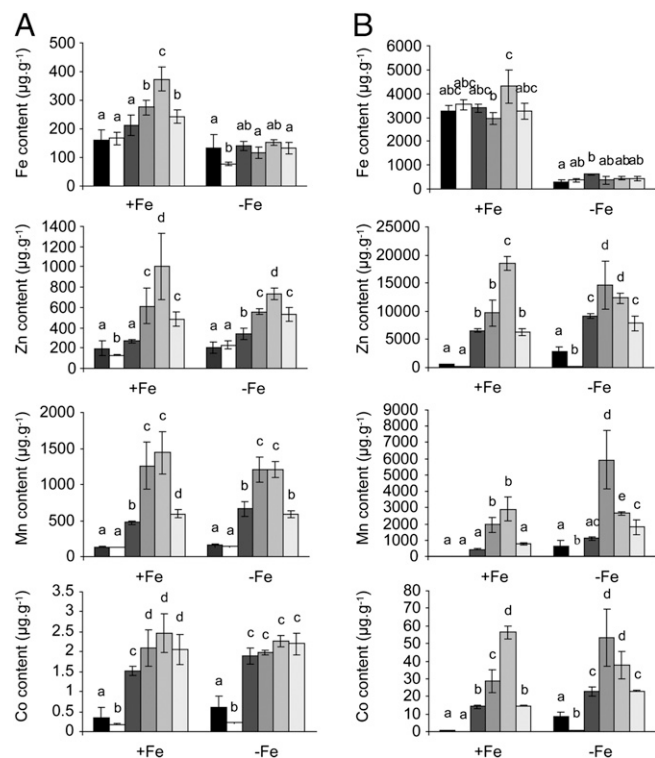 A
Fe content (µg.g⁻¹)
500
400
300
200
100
0
a a a b c b
a b ab a ab a
+Fe -Fe
Zn content (µg.g⁻¹)
1400
1200
1000
800
600
400
200
0
a b a c d c
a a b c d c
+Fe -Fe
Mn content (µg.g⁻¹)
2000
1500
1000
500
0
a a b c c d
a a b c c b
+Fe -Fe
Co content (µg.g⁻¹)
3.5
3
2.5
2
1.5
1
0.5
0
a b c d d d
a b c c c c
+Fe -Fe
B
Fe content (µg.g⁻¹)
6000
5000
4000
3000
2000
1000
0
abc abc abc b c abc
a ab b ab ab ab
+Fe -Fe
Zn content (µg.g⁻¹)
25000
20000
15000
10000
5000
0
a a b b c b
a b c d d c
+Fe -Fe
Mn content (µg.g⁻¹)
9000
8000
7000
6000
5000
4000
3000
2000
1000
0
a a a b b a
a b ac d e c
+Fe -Fe
Co content (µg.g⁻¹)
80
70
60
50
40
30
20
10
0
a a b c d b
a b c d d c
+Fe -Fe